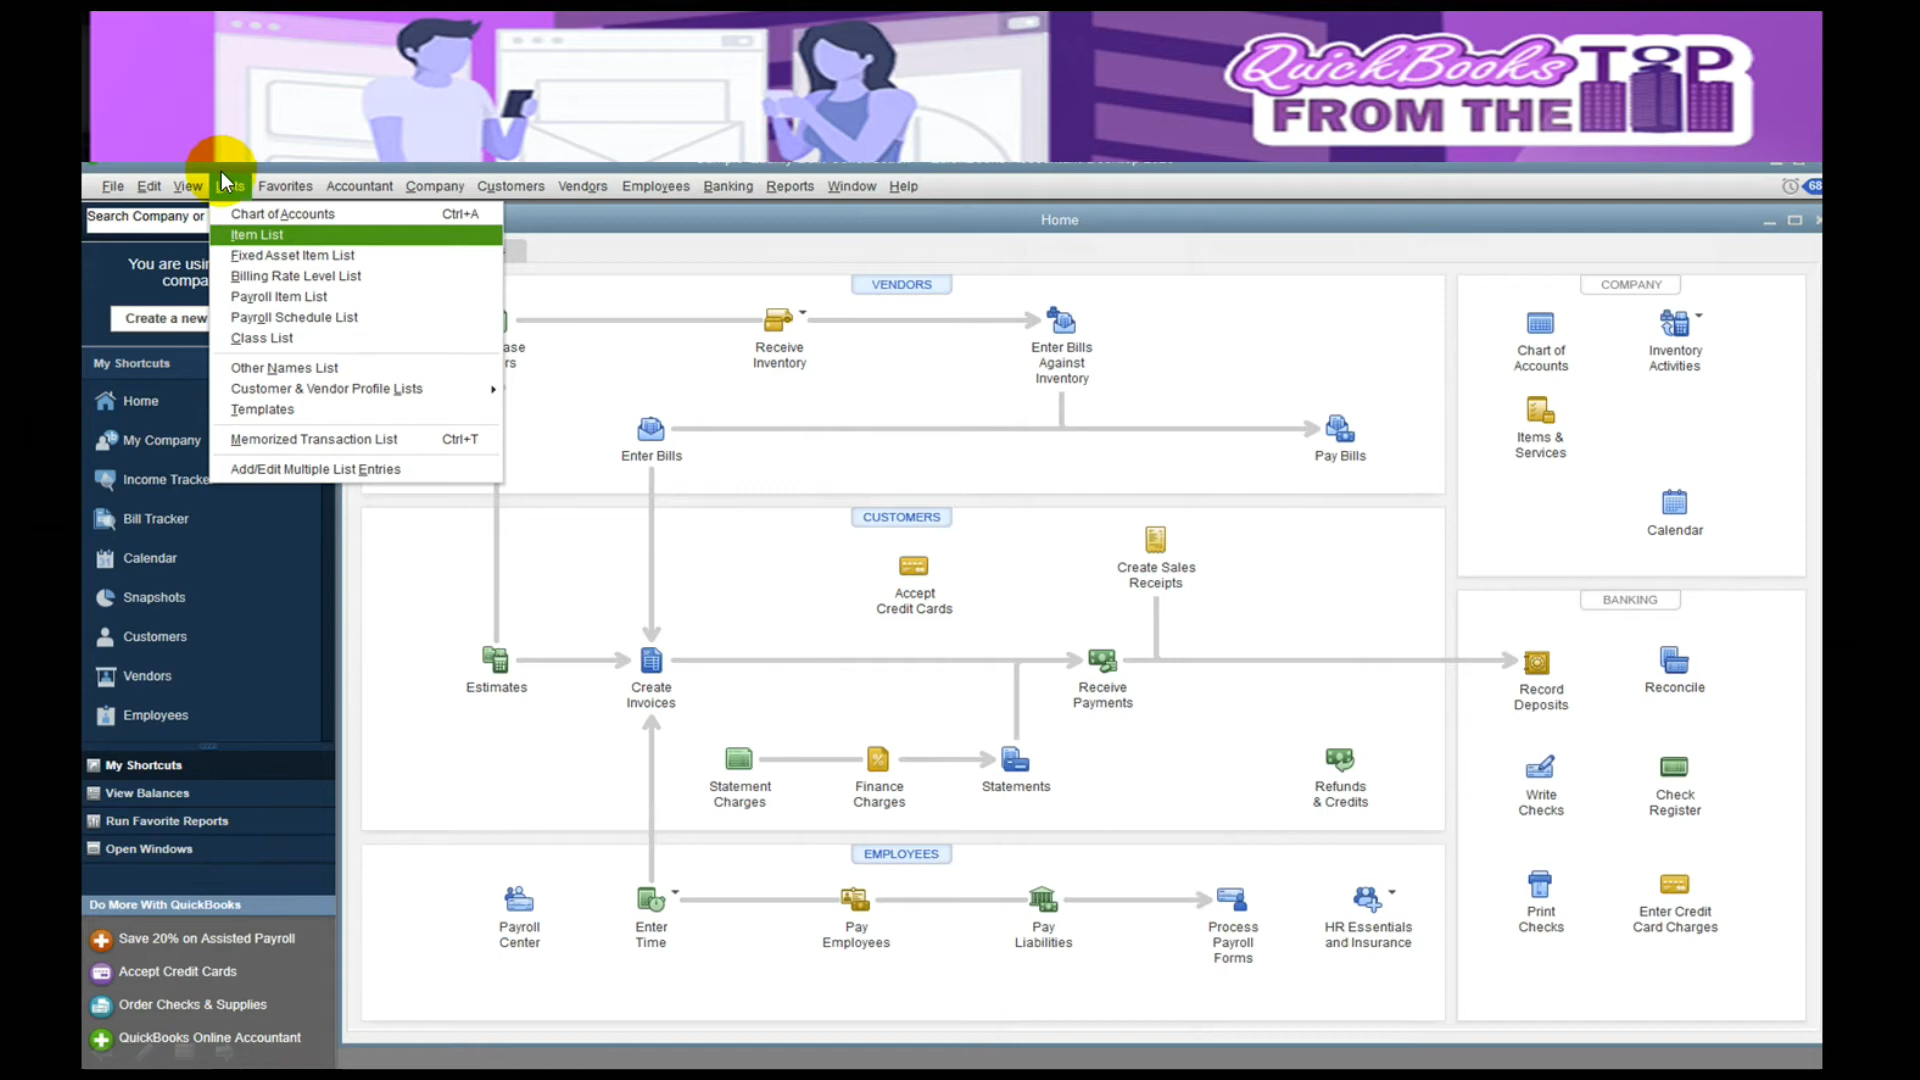 QuickBooks
FROM THE TOP
File Edit View Lists Favorites Accountant Company Customers Vendors Employees Banking Reports Window Help
68
Search Company or
Home
Chart of Accounts Ctrl+A
Item List
Fixed Asset Item List
Billing Rate Level List
Payroll Item List
Payroll Schedule List
Class List
Other Names List
Customer & Vendor Profile Lists
Templates
Memorized Transaction List Ctrl+T
Add/Edit Multiple List Entries
Create a new
My Shortcuts
Home
My Company
Bill Tracker
31
Calendar
Snapshots
Customers
Vendors
Employees
My Shortcuts
View Balances
Run Favorite Reports
Open Windows
Do More With QuickBooks
Save 20% on Assisted Payroll
Accept Credit Cards
Order Checks & Supplies
QuickBooks Online Accountant
VENDORS
Receive
Inventory
Enter Bills
Against
Inventory
Enter Bills
Pay Bills
CUSTOMERS
Accept
Credit Cards
Create Sales
Receipts
Estimates
Create
Invoices
Receive
Payments
Statement
Charges
Finance
Charges
Statements
Refunds
& Credits
EMPLOYEES
Payroll
Center
Enter
Time
Pay
Employees
Pay
Liabilities
Process
Payroll
Forms
HR Essentials
and Insurance
COMPANY
Chart of
Accounts
Inventory
Activities
Items &
Services
Calendar
BANKING
Record
Deposits
Reconcile
Write
Checks
Check
Register
Print
Checks
Enter Credit
Card Charges